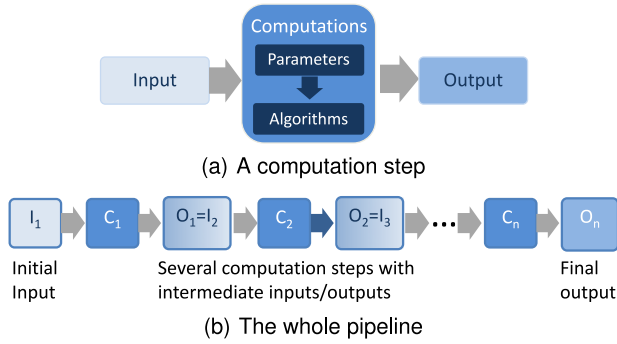 Computations
Input
Parameters
Algorithms
Output
(a) A computation step
I1 C1 O1=I2 C2 O2=I3 ... Cn On
Initial Input
Several computation steps with
intermediate inputs/outputs
Final output
(b) The whole pipeline